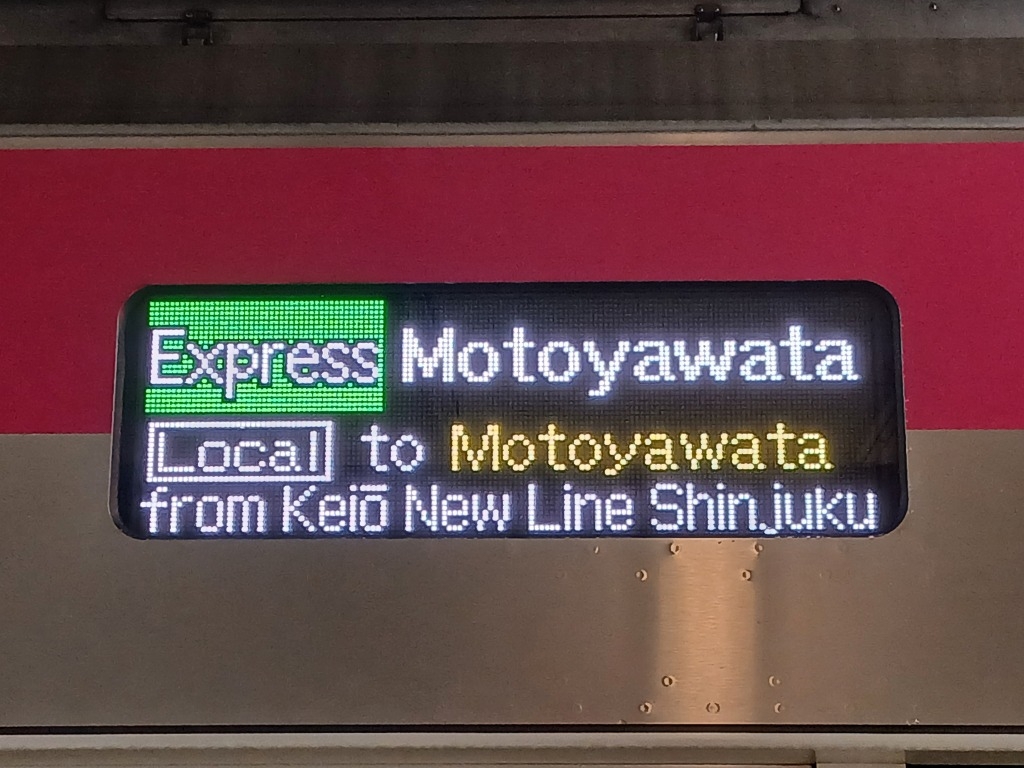 Express Motoyawata
Local to Motoyawata
from Keiō New Line Shinjuku